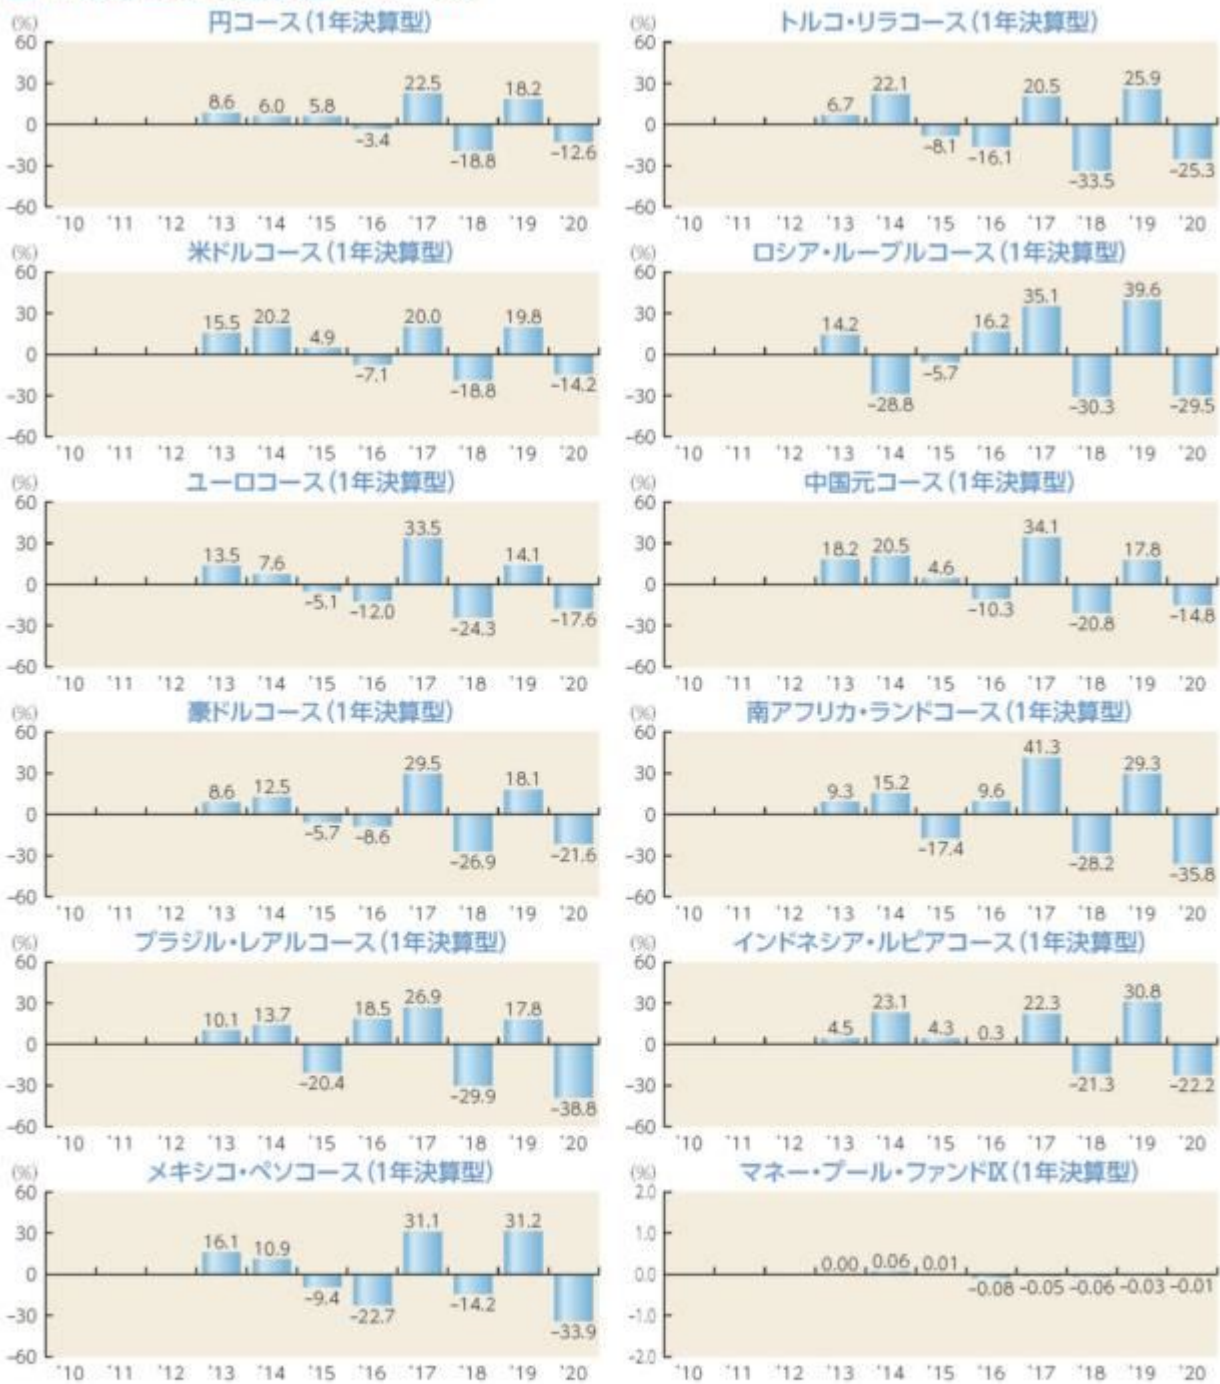 (%) 円コース(1年決算型)
60
8.6 6.0 5.8 -3.4 22.5 -18.8 18.2 -12.6
30
0
-30
-60
'10 '11 '12 '13 '14 '15 '16 '17 '18 '19 '20
(%) トルコ・リラコース(1年決算型)
60
6.7 22.1 -8.1 -16.1 20.5 -33.5 25.9 -25.3
30
0
-30
-60
'10 '11 '12 '13 '14 '15 '16 '17 '18 '19 '20
(%) 米ドルコース(1年決算型)
60
15.5 20.2 4.9 -7.1 20.0 -18.8 19.8 -14.2
30
0
-30
-60
'10 '11 '12 '13 '14 '15 '16 '17 '18 '19 '20
(%) ロシア・ルーブルコース(1年決算型)
60
14.2 -28.8 -5.7 16.2 35.1 -30.3 39.6 -29.5
30
0
-30
-60
'10 '11 '12 '13 '14 '15 '16 '17 '18 '19 '20
(%) ユーロコース(1年決算型)
60
13.5 7.6 -5.1 -12.0 33.5 -24.3 14.1 -17.6
30
0
-30
-60
'10 '11 '12 '13 '14 '15 '16 '17 '18 '19 '20
(%) 中国元コース(1年決算型)
60
18.2 20.5 4.6 -10.3 34.1 -20.8 17.8 -14.8
30
0
-30
-60
'10 '11 '12 '13 '14 '15 '16 '17 '18 '19 '20
(%) 豪ドルコース(1年決算型)
60
8.6 12.5 -5.7 -8.6 29.5 -26.9 18.1 -21.6
30
0
-30
-60
'10 '11 '12 '13 '14 '15 '16 '17 '18 '19 '20
(%) 南アフリカ・ランドコース(1年決算型)
60
9.3 15.2 -17.4 9.6 41.3 -28.2 29.3 -35.8
30
0
-30
-60
'10 '11 '12 '13 '14 '15 '16 '17 '18 '19 '20
(%) ブラジル・レアルコース(1年決算型)
60
10.1 13.7 -20.4 18.5 26.9 -29.9 17.8 -38.8
30
0
-30
-60
'10 '11 '12 '13 '14 '15 '16 '17 '18 '19 '20
(%) インドネシア・ルピアコース(1年決算型)
60
4.5 23.1 4.3 0.3 22.3 -21.3 30.8 -22.2
30
0
-30
-60
'10 '11 '12 '13 '14 '15 '16 '17 '18 '19 '20
(%) メキシコ・ペソコース(1年決算型)
60
16.1 10.9 -9.4 -22.7 31.1 -14.2 31.2 -33.9
30
0
-30
-60
'10 '11 '12 '13 '14 '15 '16 '17 '18 '19 '20
(%) マネー・プール・ファンドⅨ(1年決算型)
2.0
1.0
0.00 0.06 0.01 -0.08 -0.05 -0.06 -0.03 -0.01
0.0
-1.0
-2.0
'10 '11 '12 '13 '14 '15 '16 '17 '18 '19 '20